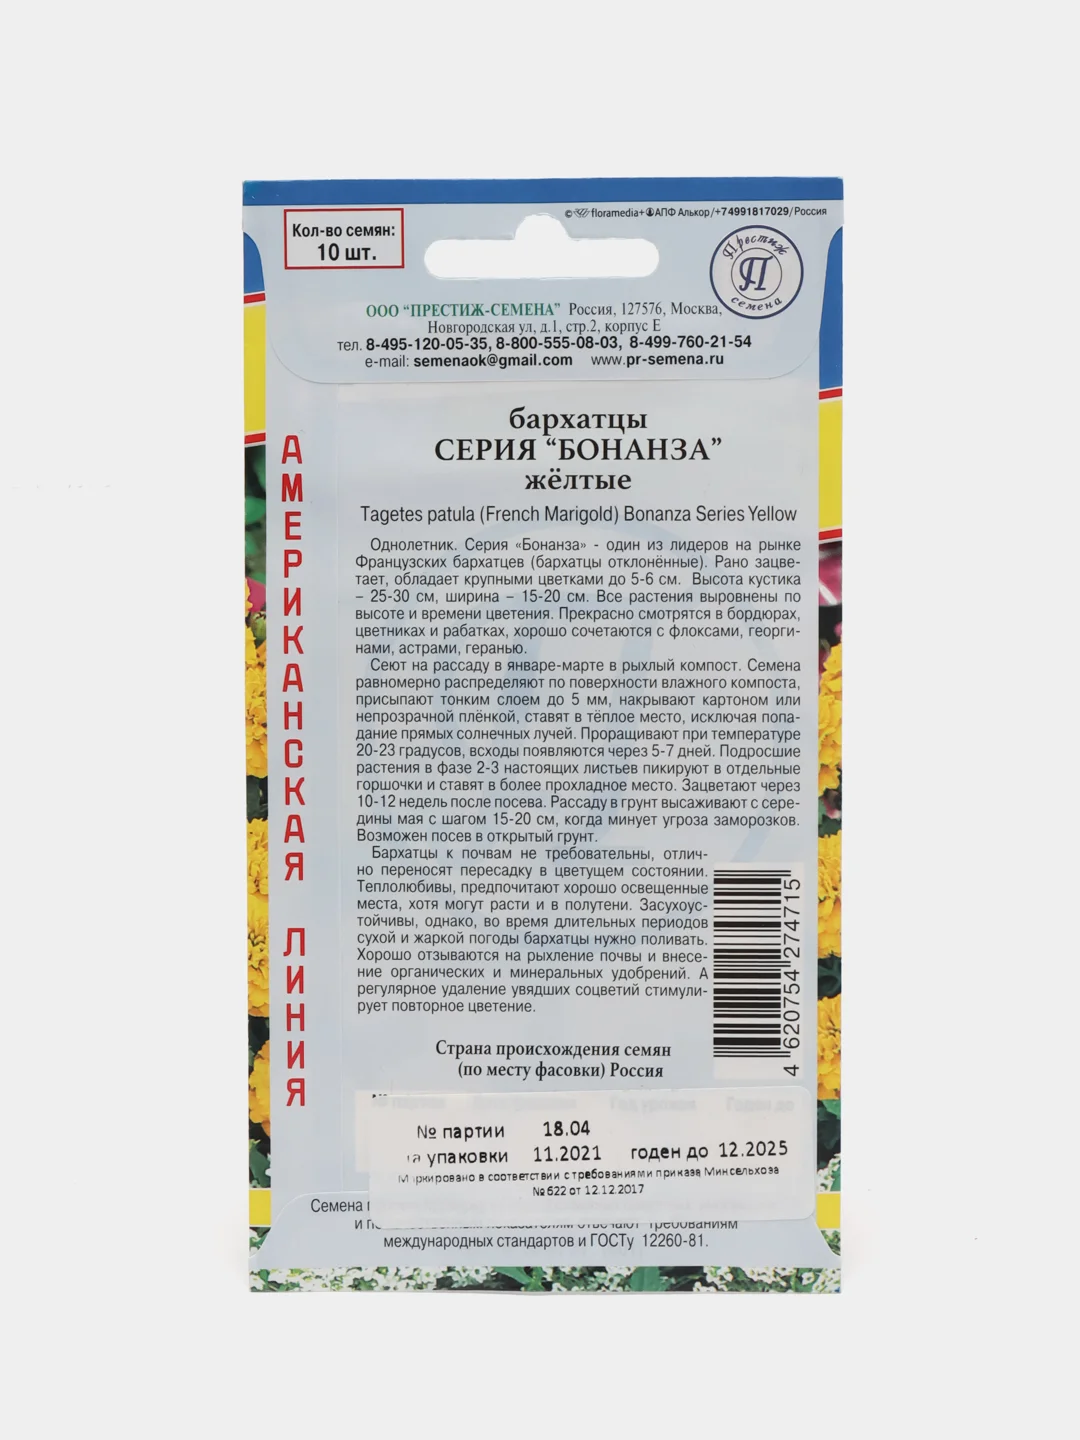 © floramedia+ АПФ Алькор/+74991817029/Россия
Кол-во семян:
10 шт.
Престиж
П
семена
ООО “ПРЕСТИЖ-СЕМЕНА” Россия, 127576, Москва,
Новгородская ул, д.1, стр.2, корпус Е
тел. 8-495-120-05-35, 8-800-555-08-03, 8-499-760-21-54
e-mail: semenaok@gmail.com www.pr-semena.ru
АМЕРИКАНСКАЯ ЛИНИЯ
бархатцы
СЕРИЯ “БОНАНЗА”
жёлтые
Tagetes patula (French Marigold) Bonanza Series Yellow
Однолетник. Серия «Бонанза» - один из лидеров на рынке
Французских бархатцев (бархатцы отклонённые). Рано зацве-
тает, обладает крупными цветками до 5-6 см. Высота кустика
– 25-30 см, ширина – 15-20 см. Все растения выровнены по
высоте и времени цветения. Прекрасно смотрятся в бордюрах,
цветниках и рабатках, хорошо сочетаются с флоксами, георги-
нами, астрами, геранью.
Сеют на рассаду в январе-марте в рыхлый компост. Семена
равномерно распределяют по поверхности влажного компоста,
присыпают тонким слоем до 5 мм, накрывают картоном или
непрозрачной плёнкой, ставят в тёплое место, исключая попа-
дание прямых солнечных лучей. Проращивают при температуре
20-23 градусов, всходы появляются через 5-7 дней. Подросшие
растения в фазе 2-3 настоящих листьев пикируют в отдельные
горшочки и ставят в более прохладное место. Зацветают через
10-12 недель после посева. Рассаду в грунт высаживают с сере-
дины мая с шагом 15-20 см, когда минует угроза заморозков.
Возможен посев в открытый грунт.
Бархатцы к почвам не требовательны, отлич-
но переносят пересадку в цветущем состоянии.
Теплолюбивы, предпочитают хорошо освещенные
места, хотя могут расти и в полутени. Засухоус-
тойчивы, однако, во время длительных периодов
сухой и жаркой погоды бархатцы нужно поливать.
Хорошо отзываются на рыхление почвы и внесе-
ние органических и минеральных удобрений. А
регулярное удаление увядших соцветий стимули-
рует повторное цветение.
4 620754 274715
Страна происхождения семян
(по месту фасовки) Россия
№ партии 18.04
упаковки 11.2021 годен до 12.2025
Маркировано в соответствии с требованиями приказа Минсельхоза
№ 622 от 12.12.2017
Семена
и показателям отвечают требованиям
международных стандартов и ГОСТу 12260-81.